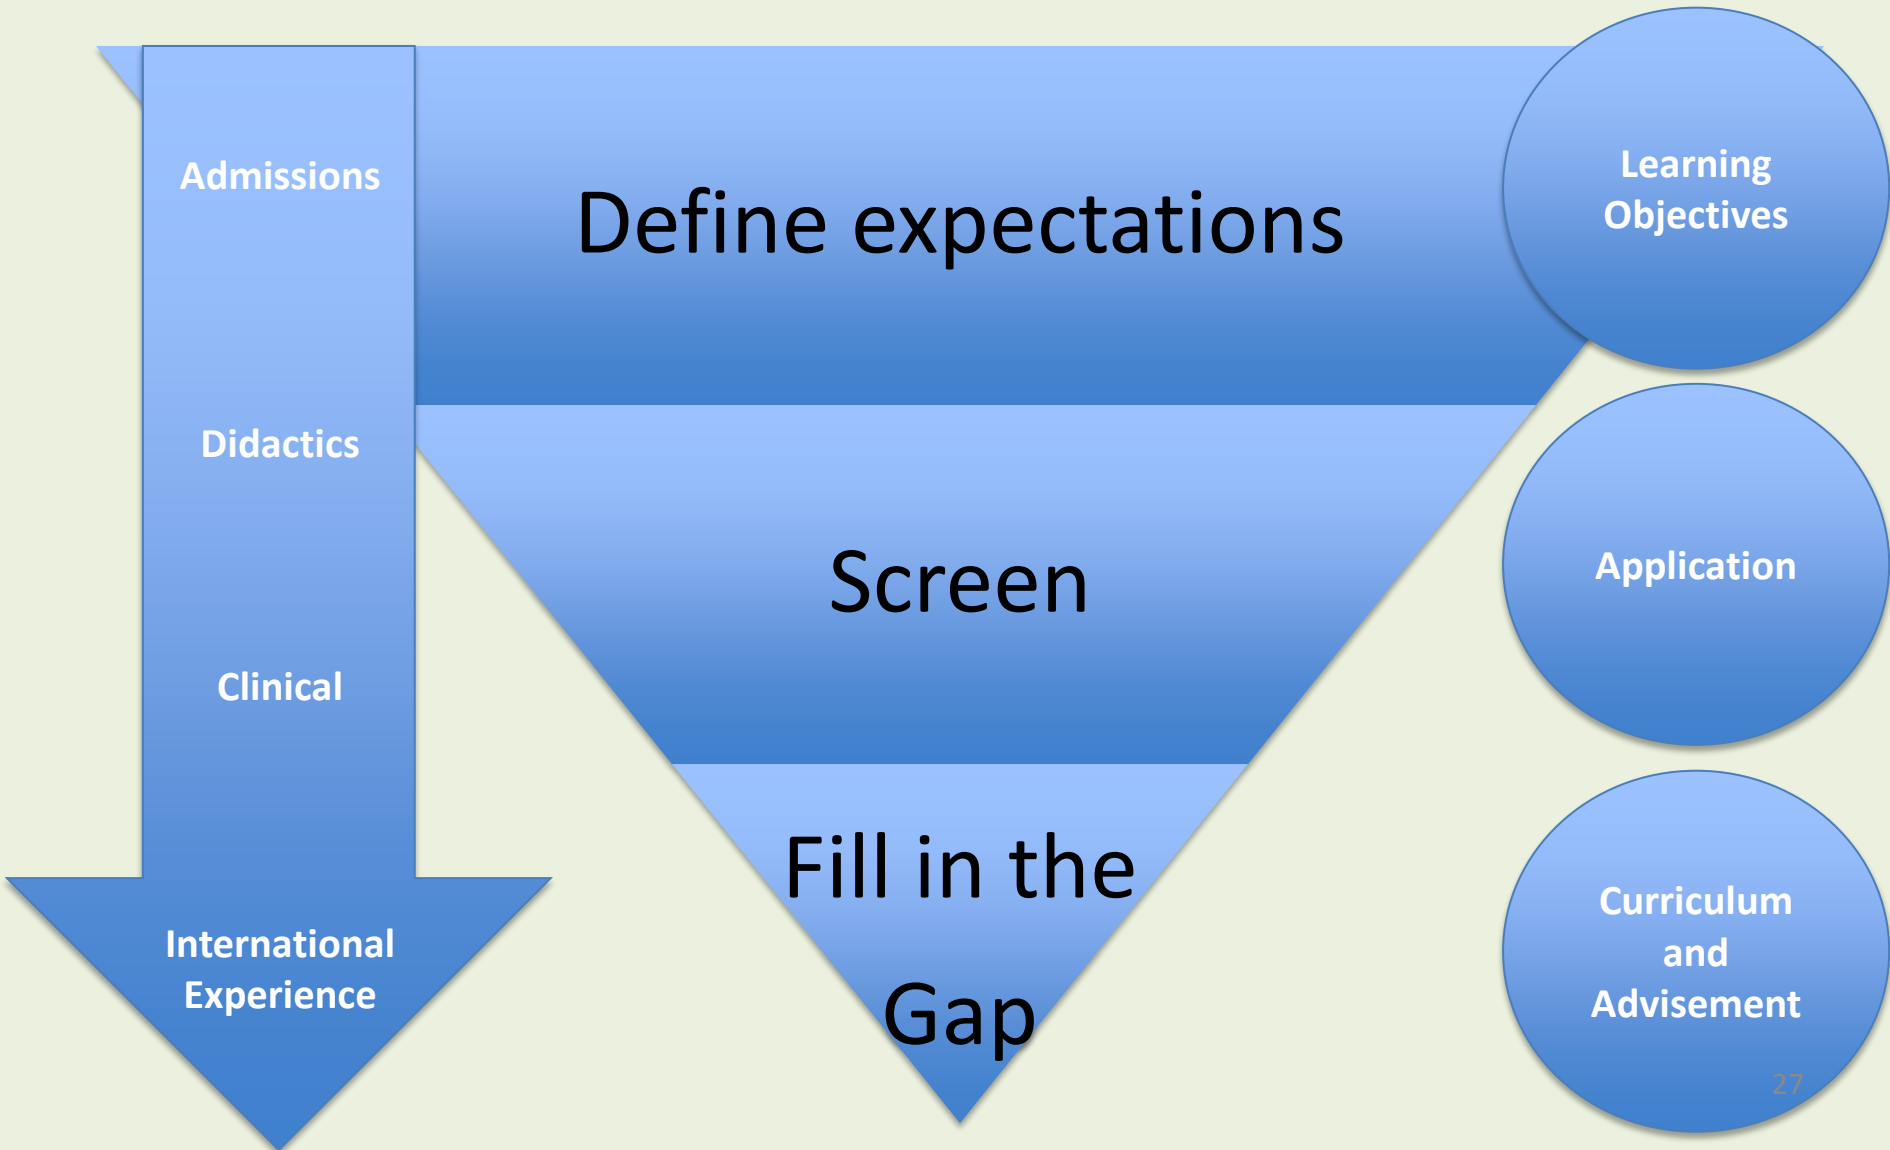 Admissions
Didactics
Clinical
International
Experience
Define expectations
Screen
Fill in the
Gap
Learning
Objectives
Application
Curriculum
and
Advisement
27